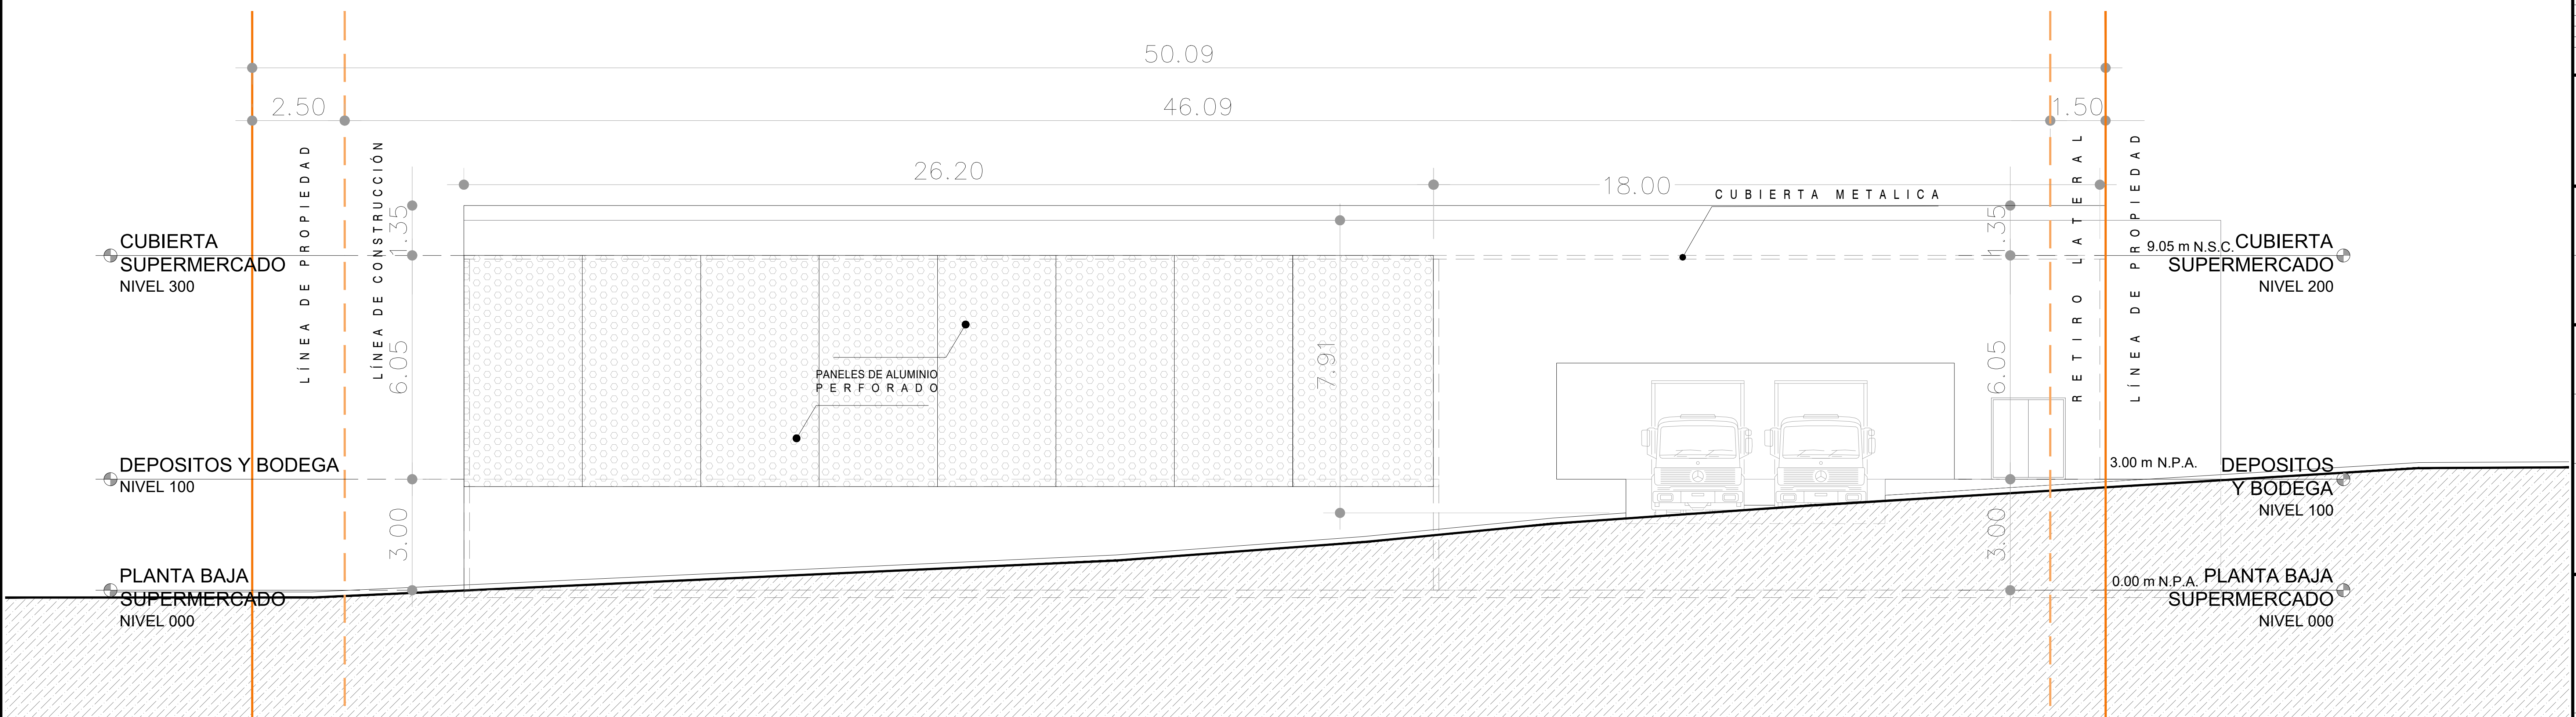 50.09
2.50
46.09
1.50
26.20
18.00
CUBIERTA METALICA
LÍNEA DE PROPIEDAD
LÍNEA DE CONSTRUCCIÓN
RETIRO LATERAL
LÍNEA DE PROPIEDAD
1.35
1.35
CUBIERTA
SUPERMERCADO
NIVEL 300
9.05 m N.S.C.
CUBIERTA
SUPERMERCADO
NIVEL 200
6.05
7.91
6.05
PANELES DE ALUMINIO
PERFORADO
DEPOSITOS Y BODEGA
NIVEL 100
3.00 m N.P.A.
DEPOSITOS
Y BODEGA
NIVEL 100
3.00
3.00
PLANTA BAJA
SUPERMERCADO
NIVEL 000
0.00 m N.P.A.
PLANTA BAJA
SUPERMERCADO
NIVEL 000